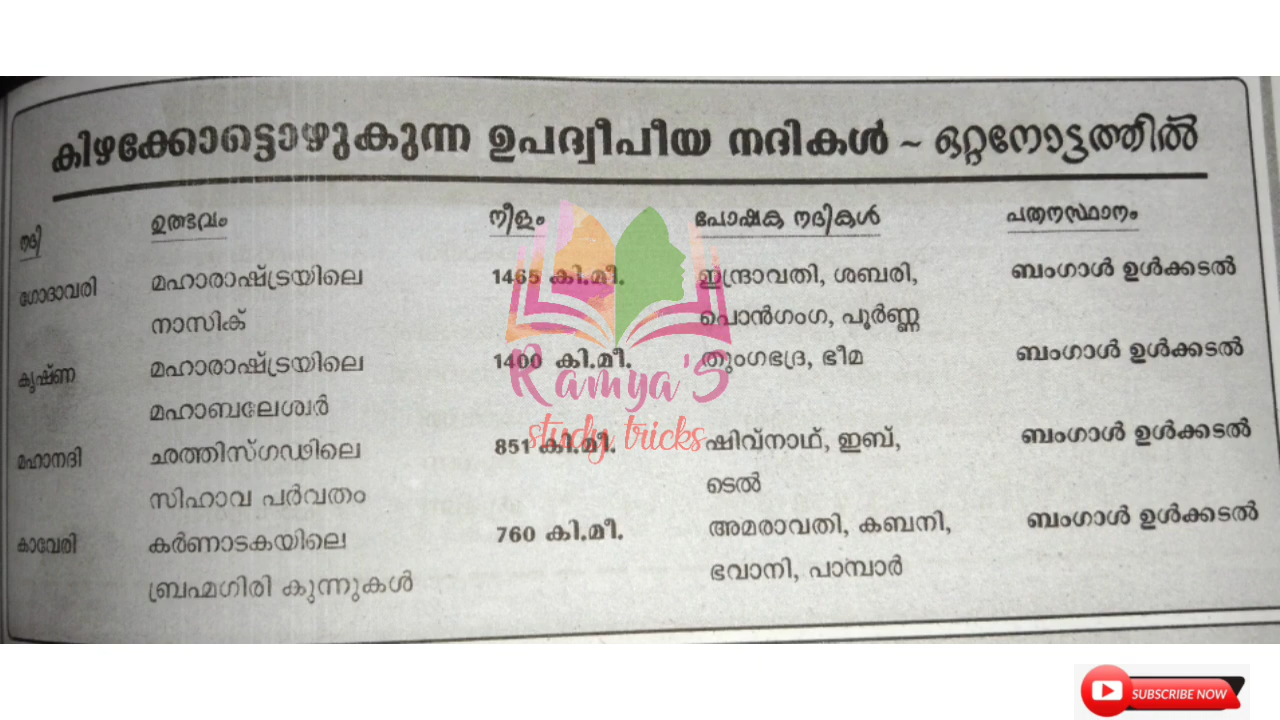 കിഴക്കോട്ടൊഴുകുന്ന ഉപദ്വീപീയ നദികൾ ~ ഒറ്റനോട്ടത്തിൽ
നദി ഉത്ഭവം നീളം പോഷക നദികൾ പതനസ്ഥാനം
ഗോദാവരി മഹാരാഷ്ട്രയിലെ 1465 കി.മീ. ഇന്ദ്രാവതി, ശബരി, ബംഗാൾ ഉൾക്കടൽ
നാസിക് പൊൻഗംഗ, പൂർണ്ണ
കൃഷ്ണ മഹാരാഷ്ട്രയിലെ 1400 കി.മീ. തുംഗഭദ്ര, ഭീമ ബംഗാൾ ഉൾക്കടൽ
മഹാബലേശ്വർ
Ramya'S
study tricks
മഹാനദി ഛത്തിസ്ഗഢിലെ 851 കി.മീ. ഷിവ്നാഥ്, ഇബ്, ബംഗാൾ ഉൾക്കടൽ
സിഹാവ പർവതം ടെൽ
കാവേരി കർണാടകയിലെ 760 കി.മീ. അമരാവതി, കബനി, ബംഗാൾ ഉൾക്കടൽ
ബ്രഹ്മഗിരി കുന്നുകൾ ഭവാനി, പാമ്പാർ
SUBSCRIBE NOW